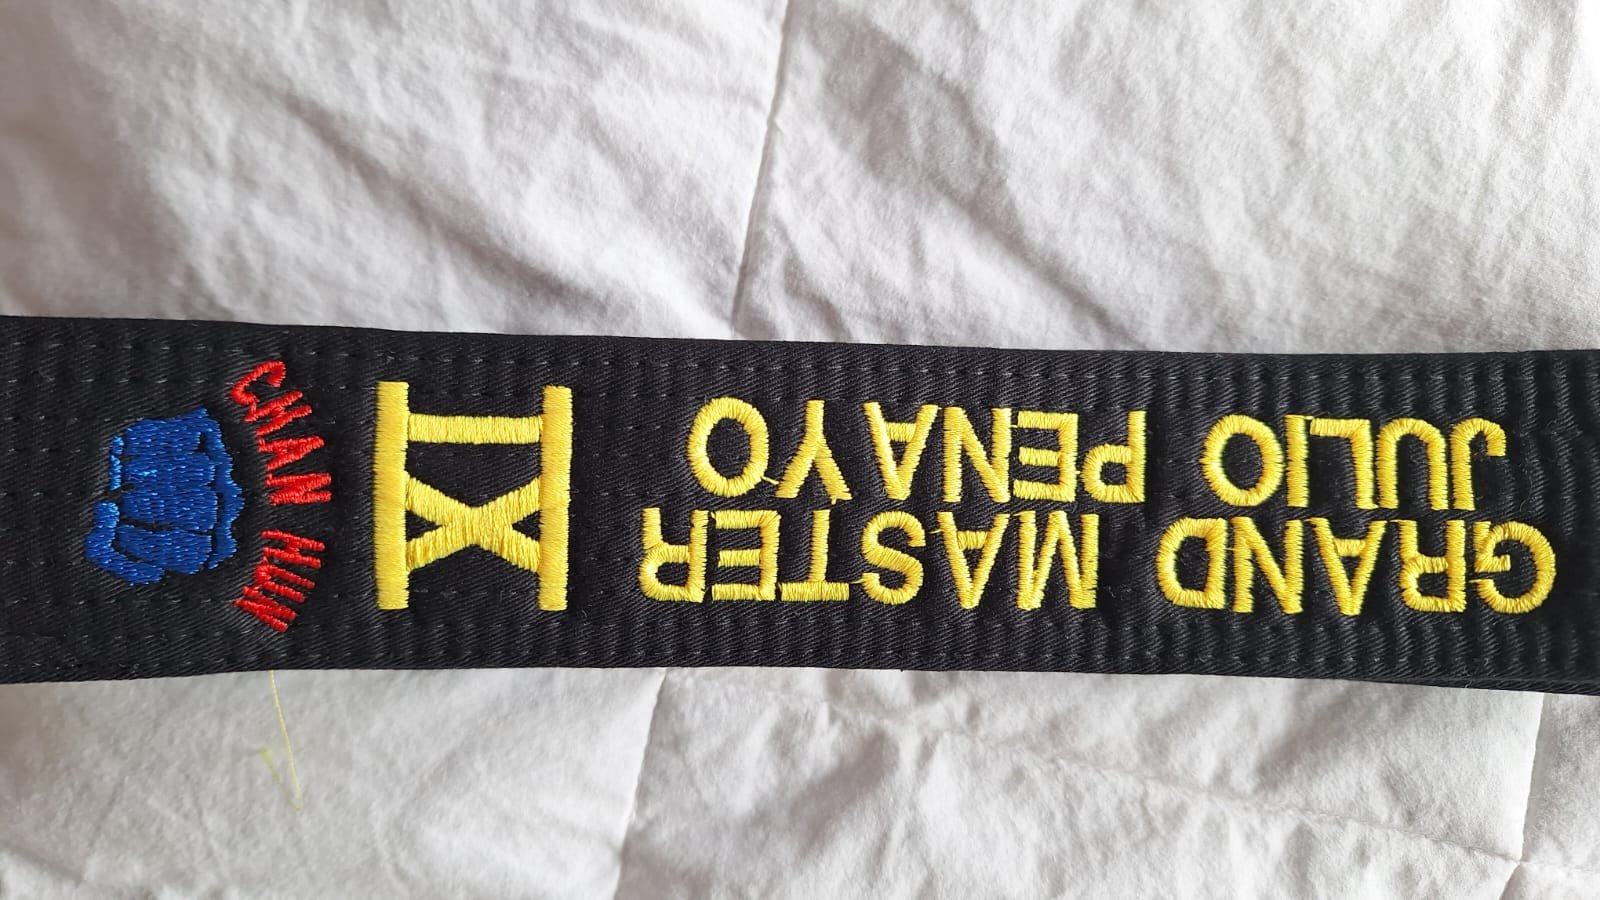 GRAND MASTER
JULIO PENAYO
IX
CHAN HUN